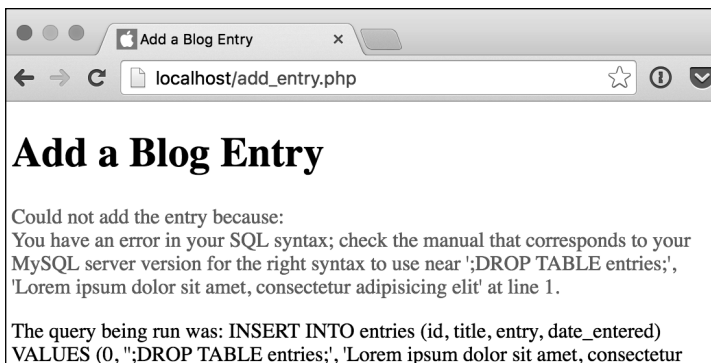 Add a Blog Entry
localhost/add_entry.php
Add a Blog Entry
Could not add the entry because:
You have an error in your SQL syntax; check the manual that corresponds to your
MySQL server version for the right syntax to use near ';DROP TABLE entries;',
'Lorem ipsum dolor sit amet, consectetur adipisicing elit' at line 1.
The query being run was: INSERT INTO entries (id, title, entry, date_entered)
VALUES (0, '';DROP TABLE entries;', 'Lorem ipsum dolor sit amet, consectetur